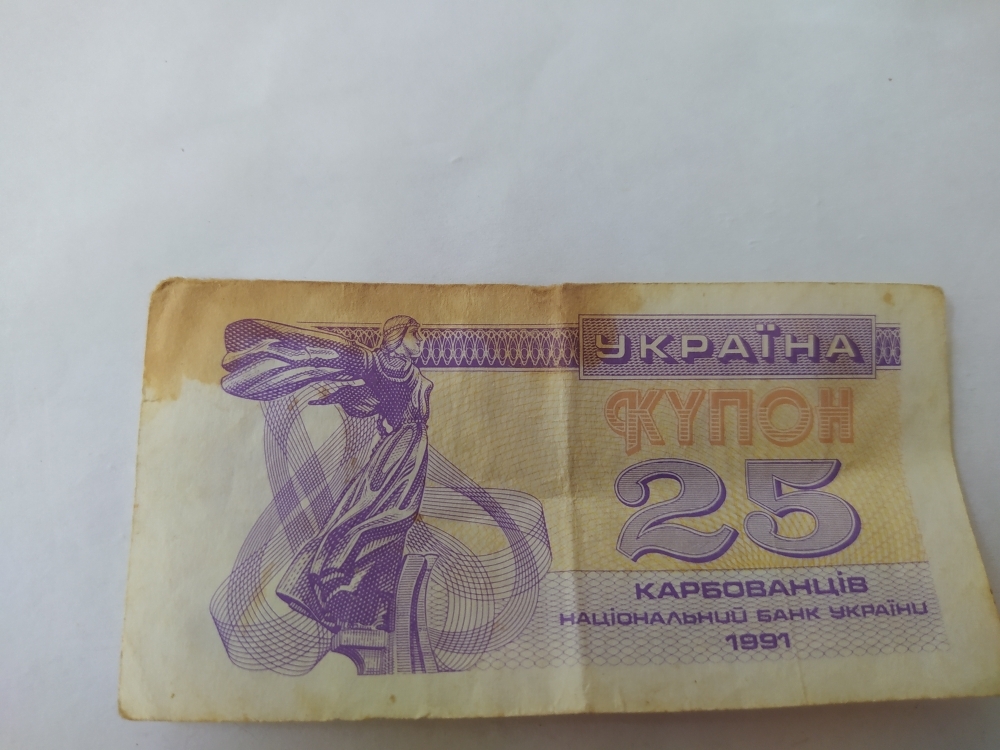 УКРАЇНА
КУПОН
25
КАРБОВАНЦІВ
НАЦІОНАЛЬНИЙ БАНК УКРАЇНИ
1991